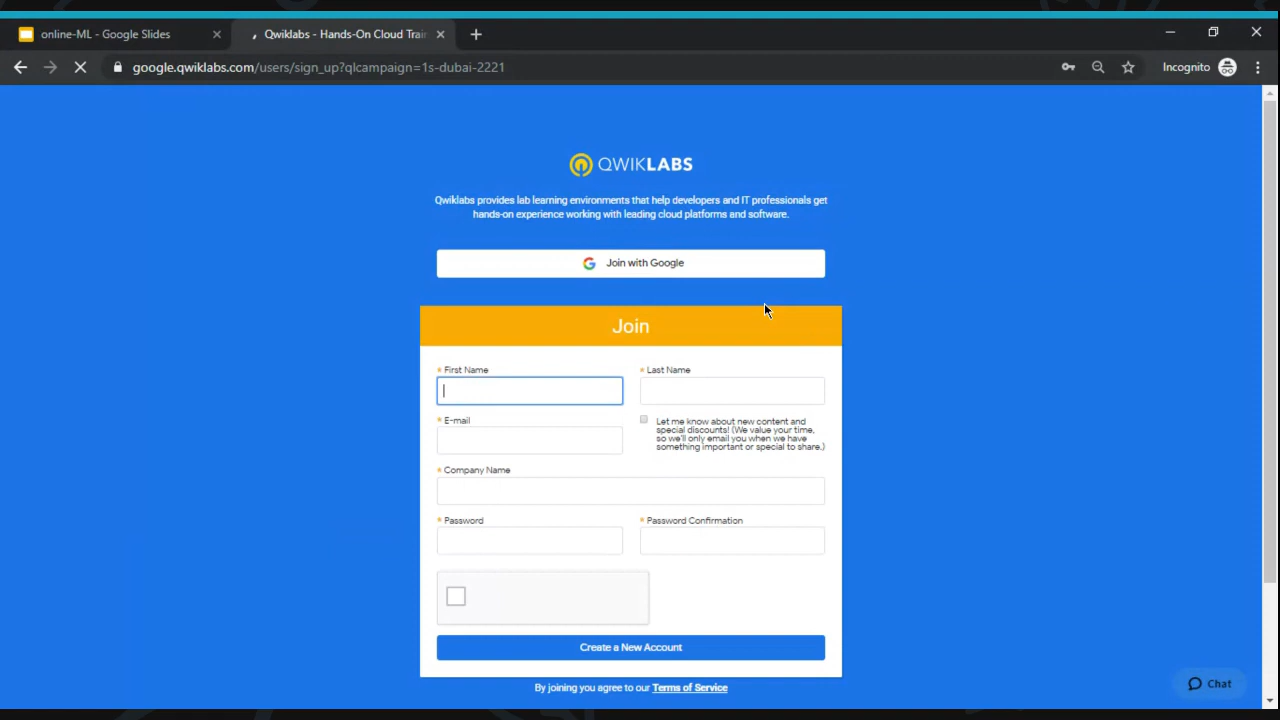 online-ML - Google Slides
Qwiklabs - Hands-On Cloud Train
google.qwiklabs.com/users/sign_up?qlcampaign=1s-dubai-2221
Incognito
QWIKLABS
Qwiklabs provides lab learning environments that help developers and IT professionals get
hands-on experience working with leading cloud platforms and software.
Join with Google
Join
* First Name
* Last Name
* E-mail
Let me know about new content and
special discounts! (We value your time,
so we'll only email you when we have
something important or special to share.)
* Company Name
* Password
* Password Confirmation
Create a New Account
By joining you agree to our Terms of Service
Chat